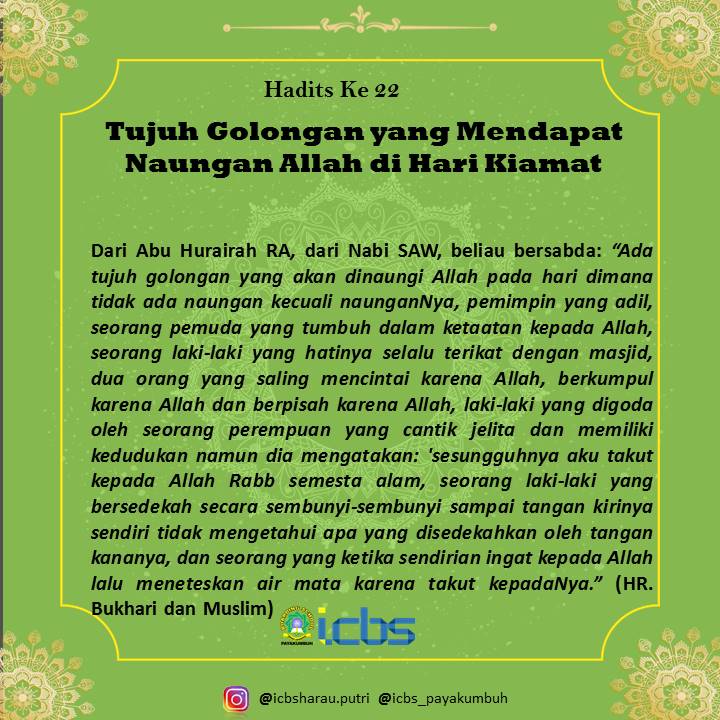 Hadits Ke 22
Tujuh Golongan yang Mendapat
Naungan Allah di Hari Kiamat
Dari Abu Hurairah RA, dari Nabi SAW, beliau bersabda: “Ada
tujuh golongan yang akan dinaungi Allah pada hari dimana
tidak ada naungan kecuali naunganNya, pemimpin yang adil,
seorang pemuda yang tumbuh dalam ketaatan kepada Allah,
seorang laki-laki yang hatinya selalu terikat dengan masjid,
dua orang yang saling mencintai karena Allah, berkumpul
karena Allah dan berpisah karena Allah, laki-laki yang digoda
oleh seorang perempuan yang cantik jelita dan memiliki
kedudukan namun dia mengatakan: 'sesungguhnya aku takut
kepada Allah Rabb semesta alam, seorang laki-laki yang
bersedekah secara sembunyi-sembunyi sampai tangan kirinya
sendiri tidak mengetahui apa yang disedekahkan oleh tangan
kananya, dan seorang yang ketika sendirian ingat kepada Allah
lalu meneteskan air mata karena takut kepadaNya.” (HR.
Bukhari dan Muslim)
PAYAKUMBUH
icbs
@icbsharau.putri @icbs_payakumbuh